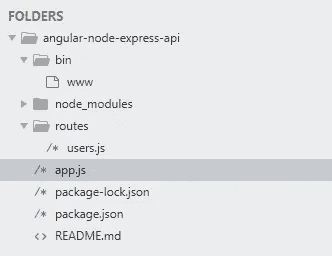 FOLDERS
angular-node-express-api
bin
www
node_modules
routes
/* users.js
/* app.js
/* package-lock.json
/* package.json
<> README.md